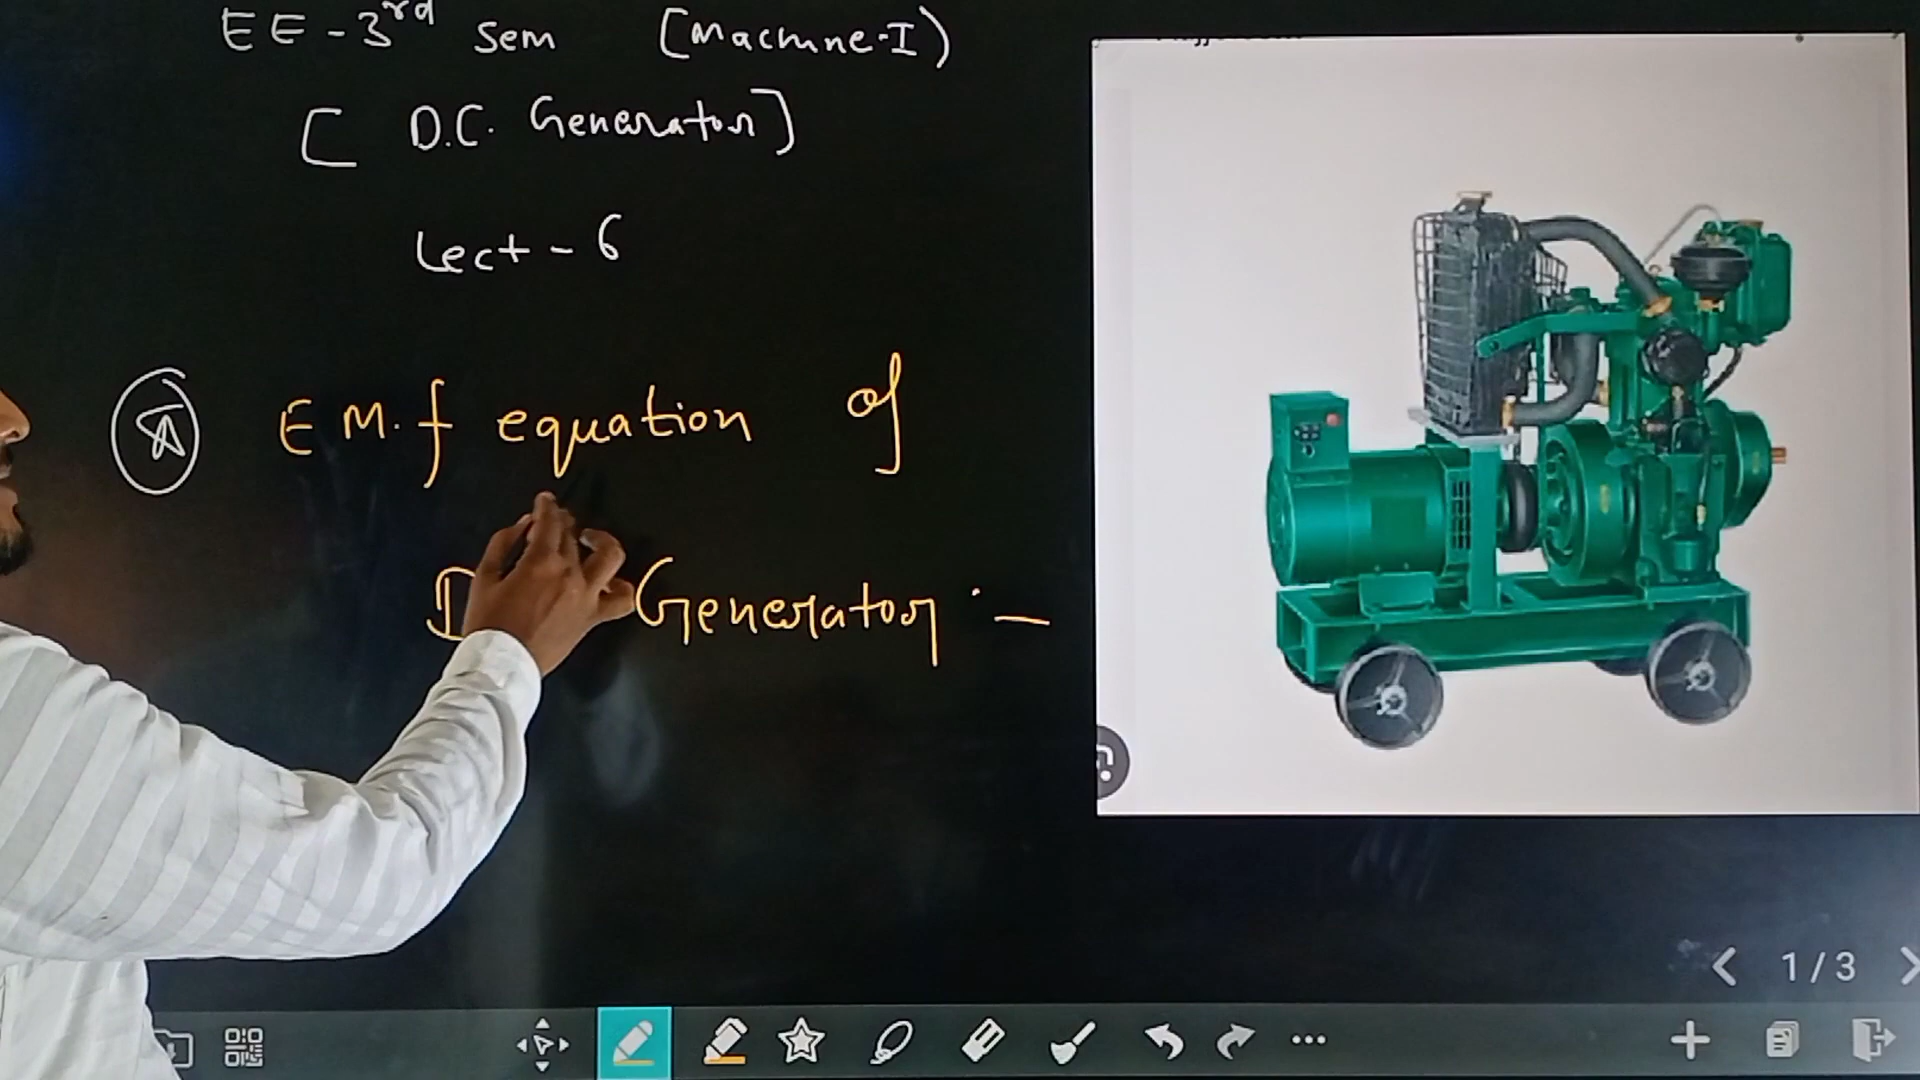 EE - 3rd sem [Machine-I)
[ D.C. Generator]
Lect - 6
E M.f equation of
Generator :-
1/3